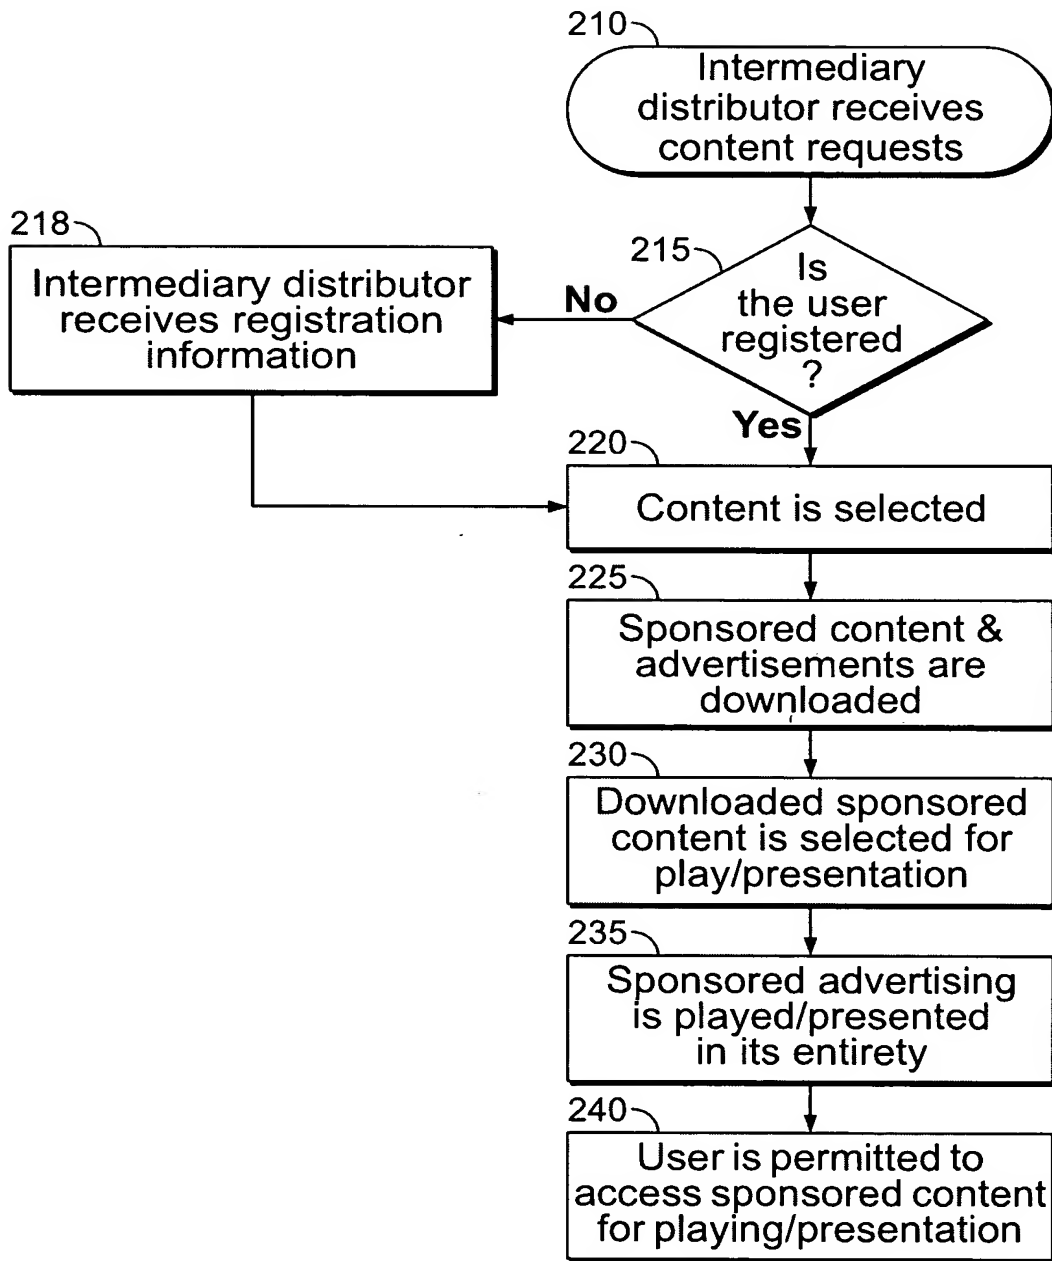 210
Intermediary
distributor receives
content requests
218
Intermediary distributor
receives registration
information
215
Is
the user
registered
?
No
Yes
220
Content is selected
225
Sponsored content &
advertisements are
downloaded
230
Downloaded sponsored
content is selected for
play/presentation
235
Sponsored advertising
is played/presented
in its entirety
240
User is permitted to
access sponsored content
for playing/presentation